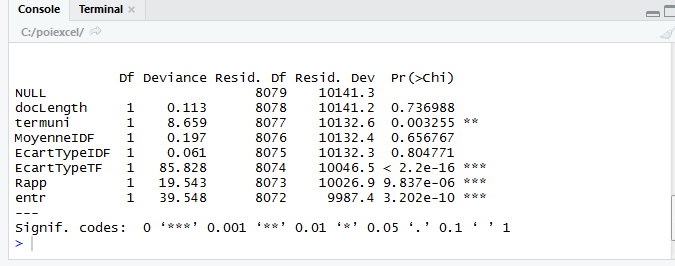 Console Terminal ×
C:/poiexcel/
Df Deviance Resid. Df Resid. Dev Pr(>Chi)
NULL 8079 10141.3
docLength 1 0.113 8078 10141.2 0.736988
termuni 1 8.659 8077 10132.6 0.003255 **
MoyenneIDF 1 0.197 8076 10132.4 0.656767
EcartTypeIDF 1 0.061 8075 10132.3 0.804771
EcartTypeTF 1 85.828 8074 10046.5 < 2.2e-16 ***
Rapp 1 19.543 8073 10026.9 9.837e-06 ***
entr 1 39.548 8072 9987.4 3.202e-10 ***
---
Signif. codes: 0 ‘***’ 0.001 ‘**’ 0.01 ‘*’ 0.05 ‘.’ 0.1 ‘ ’ 1
>